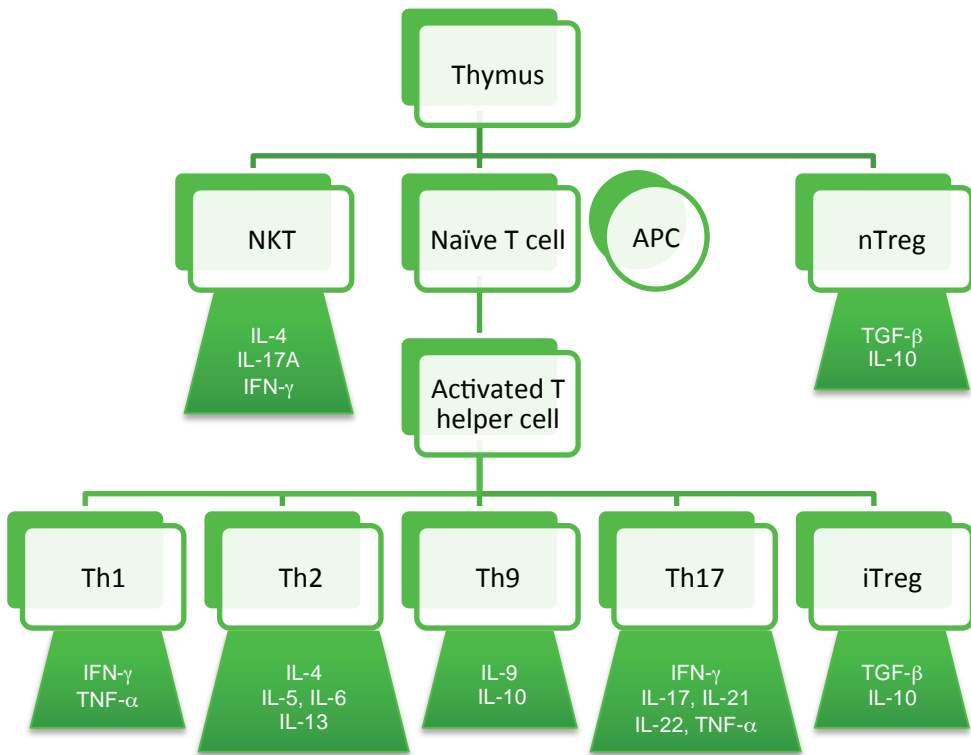 Thymus
NKT
Naïve T cell
APC
nTreg
IL-4
IL-17A
IFN-γ
TGF-β
IL-10
Activated T
helper cell
Th1
Th2
Th9
Th17
iTreg
IFN-γ
TNF-α
IL-4
IL-5, IL-6
IL-13
IL-9
IL-10
IFN-γ
IL-17, IL-21
IL-22, TNF-α
TGF-β
IL-10